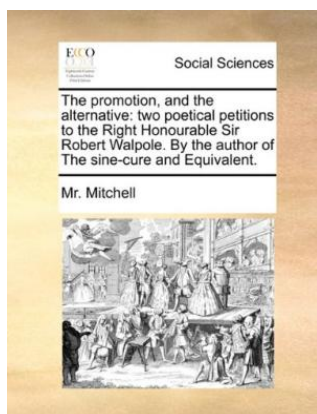 ECCO
Social Sciences
The promotion, and the
alternative: two poetical petitions
to the Right Honourable Sir
Robert Walpole. By the author of
The sine-cure and Equivalent.
Mr. Mitchell